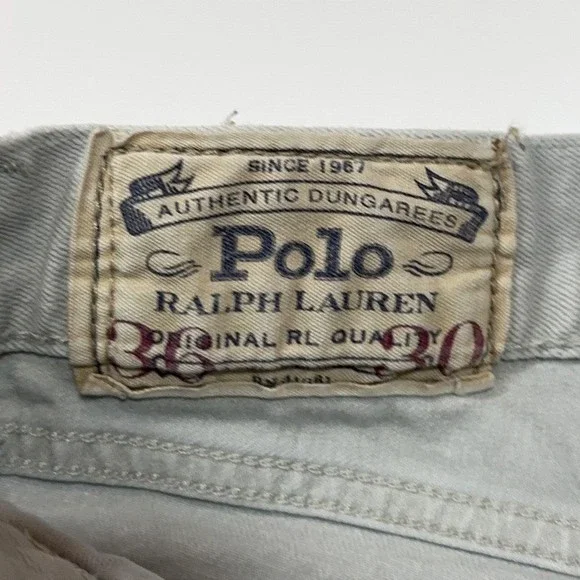 SINCE 1967
AUTHENTIC DUNGAREES
Polo
RALPH LAUREN
ORIGINAL RL QUALITY
36 30